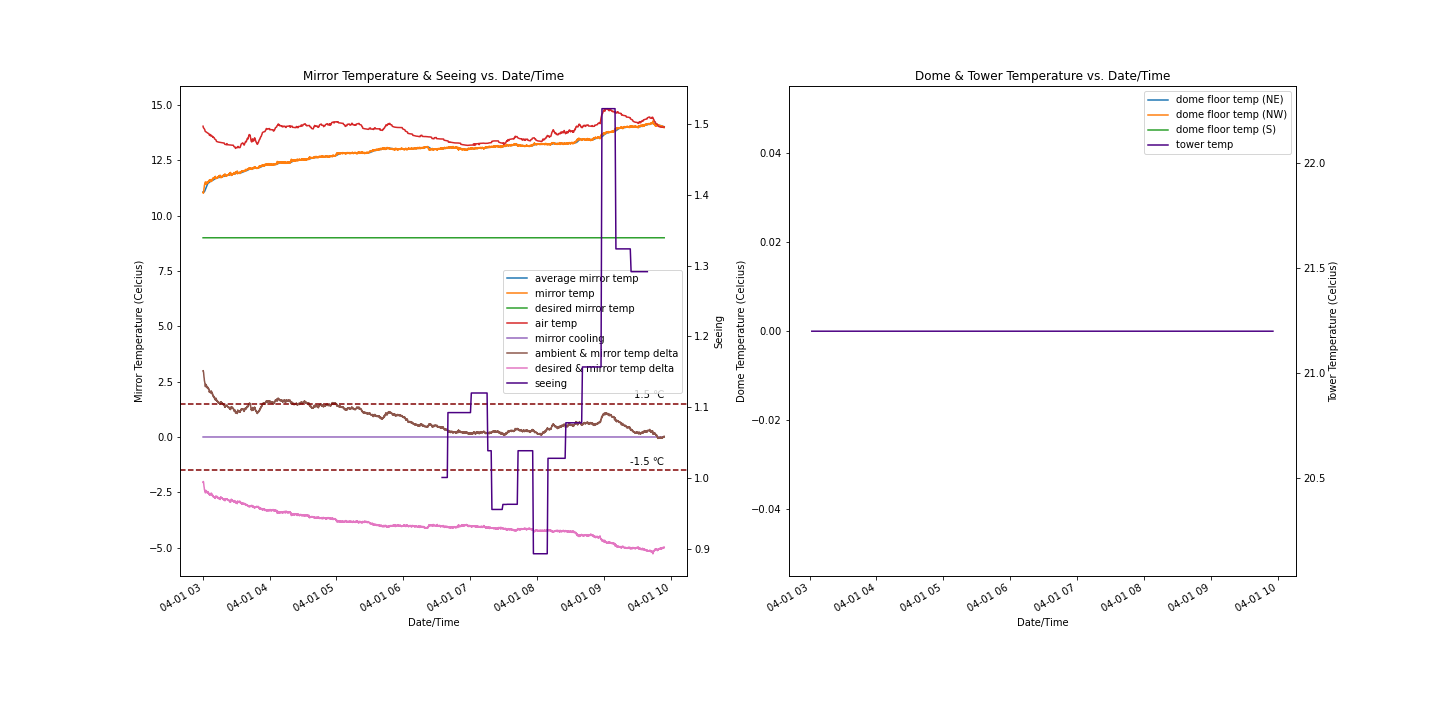 Mirror Temperature & Seeing vs. Date/Time
Mirror Temperature (Celcius)
15.0
12.5
10.0
7.5
5.0
2.5
0.0
−2.5
−5.0
average mirror temp
mirror temp
desired mirror temp
air temp
mirror cooling
ambient & mirror temp delta
desired & mirror temp delta
seeing
1.5 °C
-1.5 °C
1.5
1.4
1.3
1.2
1.1
1.0
0.9
Seeing
04-01 03
04-01 04
04-01 05
04-01 06
04-01 07
04-01 08
04-01 09
04-01 10
Date/Time
Dome & Tower Temperature vs. Date/Time
Dome Temperature (Celcius)
0.04
0.02
0.00
−0.02
−0.04
dome floor temp (NE)
dome floor temp (NW)
dome floor temp (S)
tower temp
22.0
21.5
21.0
20.5
Tower Temperature (Celcius)
04-01 03
04-01 04
04-01 05
04-01 06
04-01 07
04-01 08
04-01 09
04-01 10
Date/Time